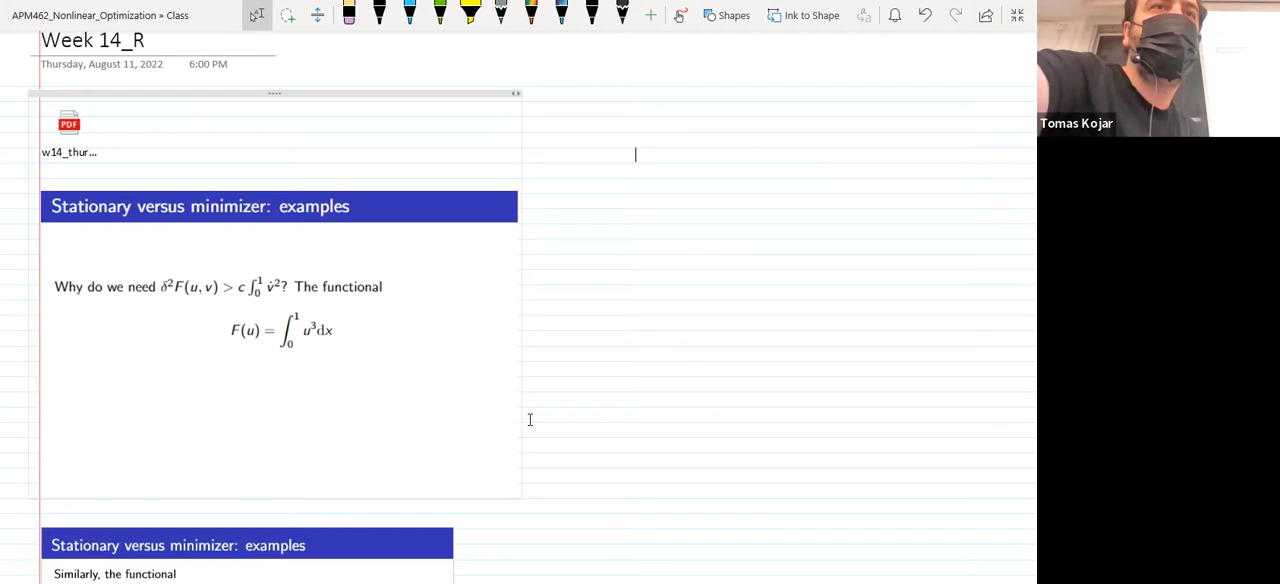 APM462_Nonlinear_Optimization » Class
Shapes
Ink to Shape
Week 14_R
Thursday, August 11, 2022 6:00 PM
PDF
w14_thur...
Stationary versus minimizer: examples
Why do we need δ²F(u, v) > c ∫₀¹ v̇²? The functional
F(u) = ∫₀¹ u³dx
Stationary versus minimizer: examples
Similarly, the functional
Tomas Kojar